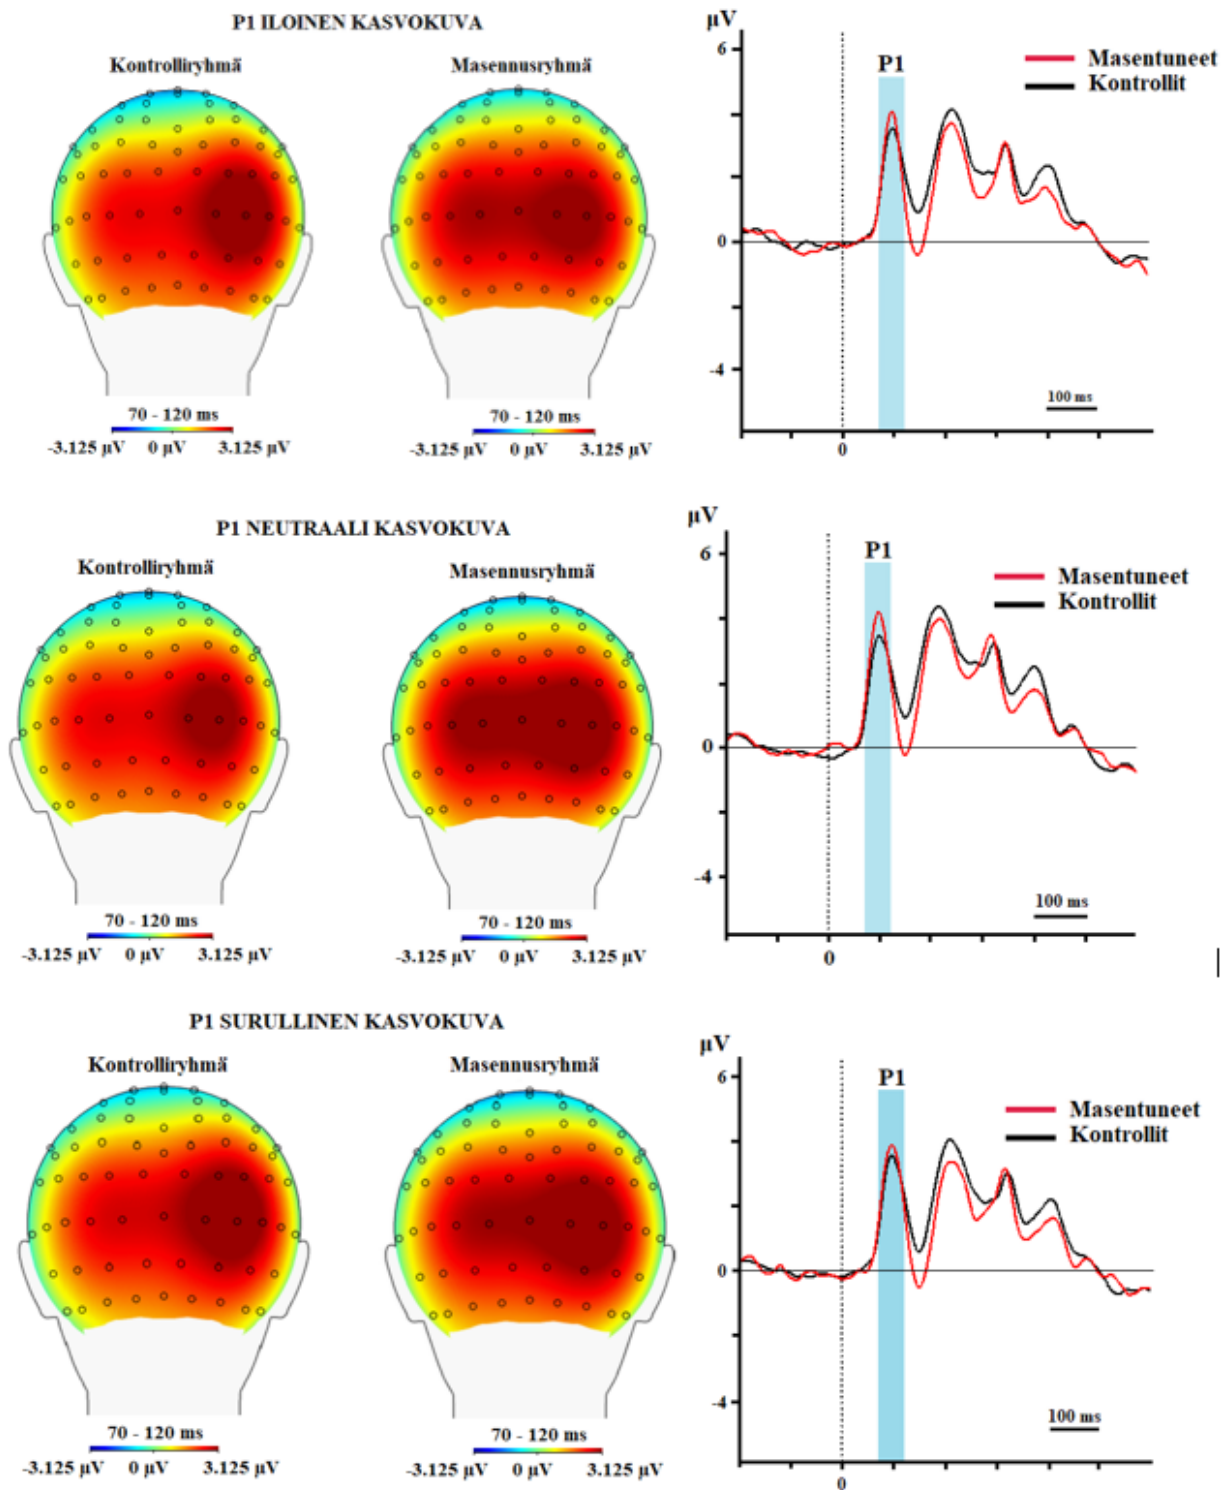 P1 ILOINEN KASVOKUVA
Kontrolliryhmä
Masennusryhmä
70 - 120 ms
-3.125 µV 0 µV 3.125 µV
70 - 120 ms
-3.125 µV 0 µV 3.125 µV
µV
6
P1
Masentuneet
Kontrollit
0
-4
100 ms
0
P1 NEUTRAALI KASVOKUVA
Kontrolliryhmä
Masennusryhmä
70 - 120 ms
-3.125 µV 0 µV 3.125 µV
70 - 120 ms
-3.125 µV 0 µV 3.125 µV
µV
6
P1
Masentuneet
Kontrollit
0
-4
100 ms
0
P1 SURULLINEN KASVOKUVA
Kontrolliryhmä
Masennusryhmä
70 - 120 ms
-3.125 µV 0 µV 3.125 µV
70 - 120 ms
-3.125 µV 0 µV 3.125 µV
µV
6
P1
Masentuneet
Kontrollit
0
-4
100 ms
0